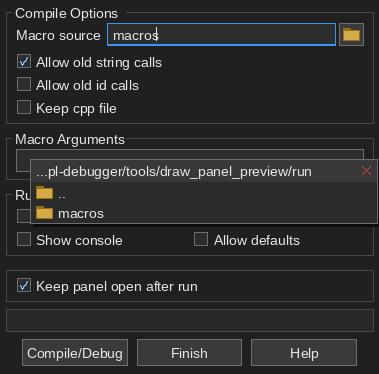 Compile Options
Macro source macros
Allow old string calls
Allow old id calls
Keep cpp file
Macro Arguments
...pl-debugger/tools/draw_panel_preview/run
Ru
..
macros
Show console Allow defaults
Keep panel open after run
Compile/Debug Finish Help